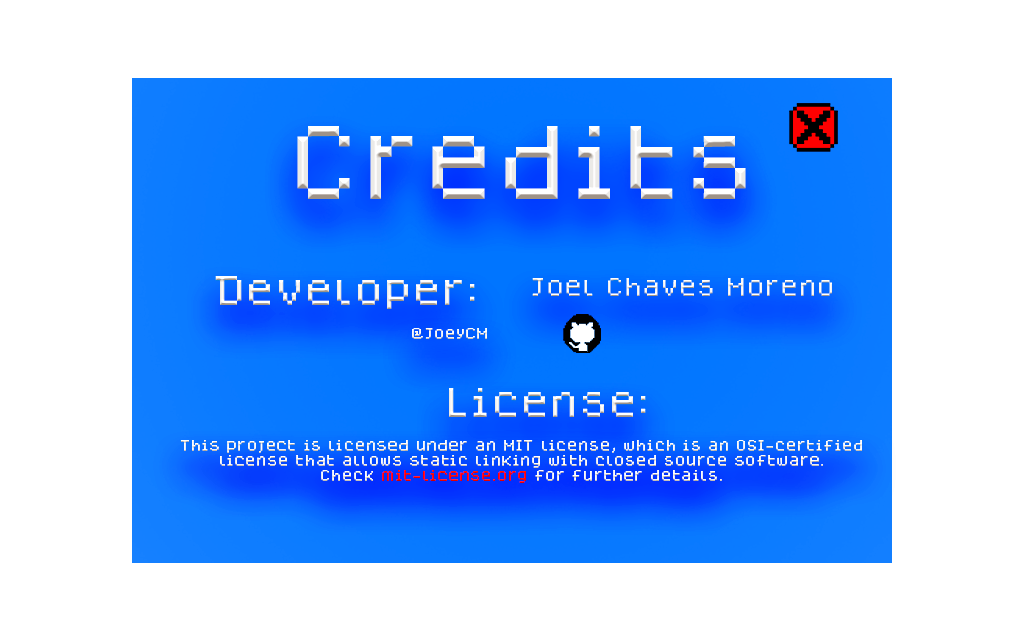 Credits
Developer: Joel Chaves Moreno
@JoeyCM
License:
This project is licensed under an MIT license, which is an OSI-certified
license that allows static linking with closed source software.
Check mit-license.org for further details.